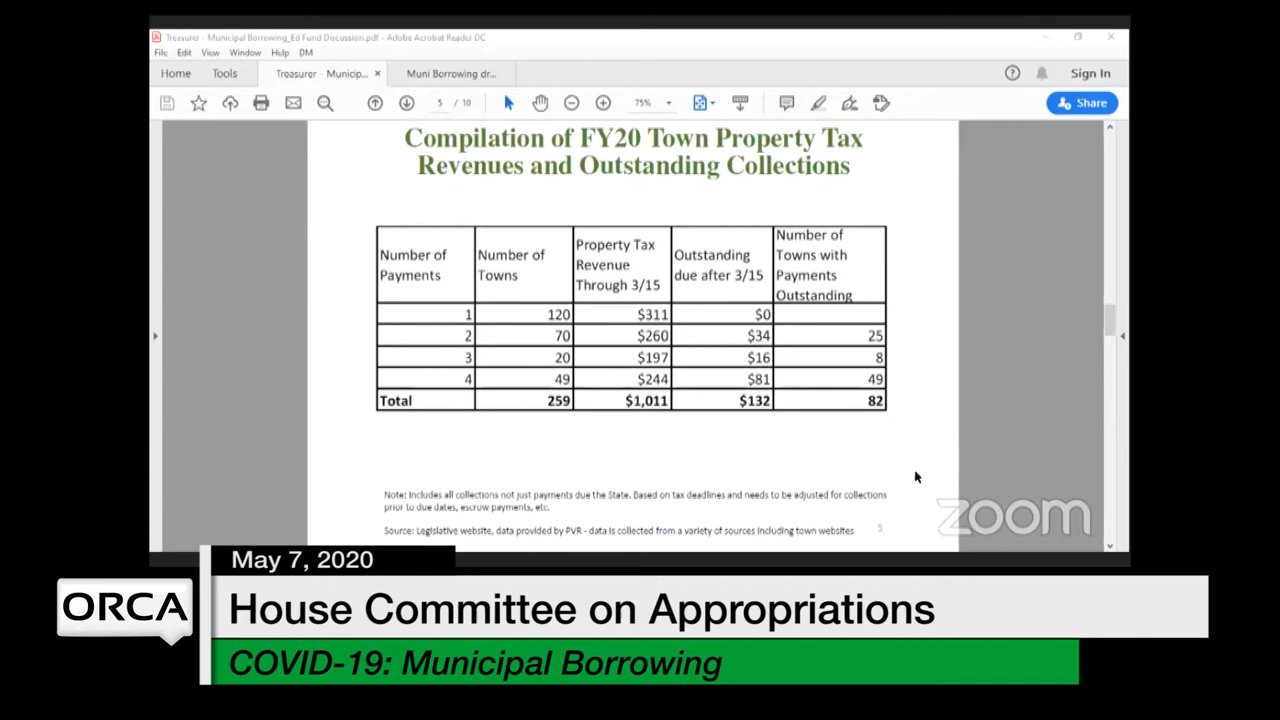 Treasurer - Municipal Borrowing_Ed Fund Discussion.pdf - Adobe Acrobat Reader DC
File Edit View Window Help DM
Home Tools Treasurer - Municip... × Muni Borrowing dr... Sign In
5 / 10 75% Share
Compilation of FY20 Town Property Tax
Revenues and Outstanding Collections
Number of Payments Number of Towns Property Tax Revenue Through 3/15 Outstanding due after 3/15 Number of Towns with Payments Outstanding
1 120 $311 $0
2 70 $260 $34 25
3 20 $197 $16 8
4 49 $244 $81 49
Total 259 $1,011 $132 82
Note: Includes all collections not just payments due the State. Based on tax deadlines and needs to be adjusted for collections
prior to due dates, escrow payments, etc.
Source: Legislative website, data provided by PVR - data is collected from a variety of sources including town websites
5
zoom
May 7, 2020
ORCA
House Committee on Appropriations
COVID-19: Municipal Borrowing